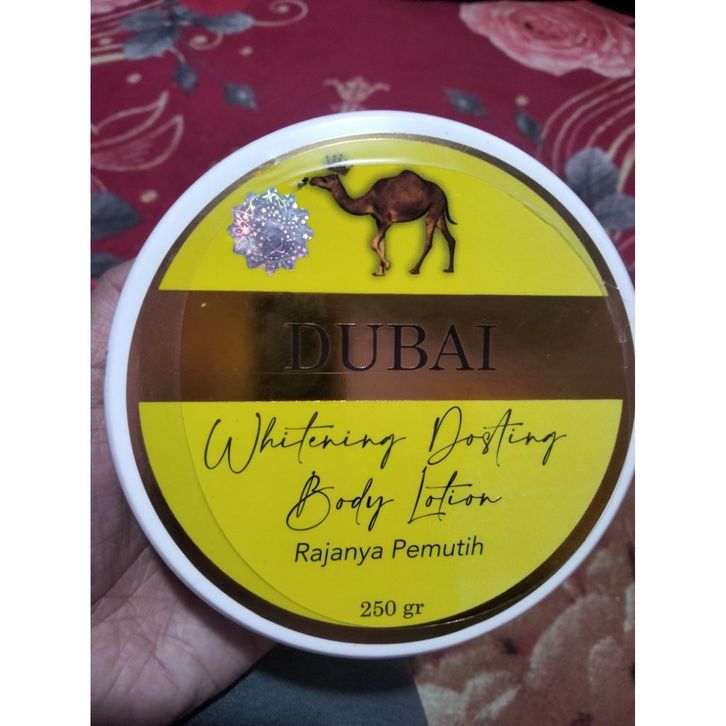 DUBAI
Whitening Dosting
Body Lotion
Rajanya Pemutih
250 gr